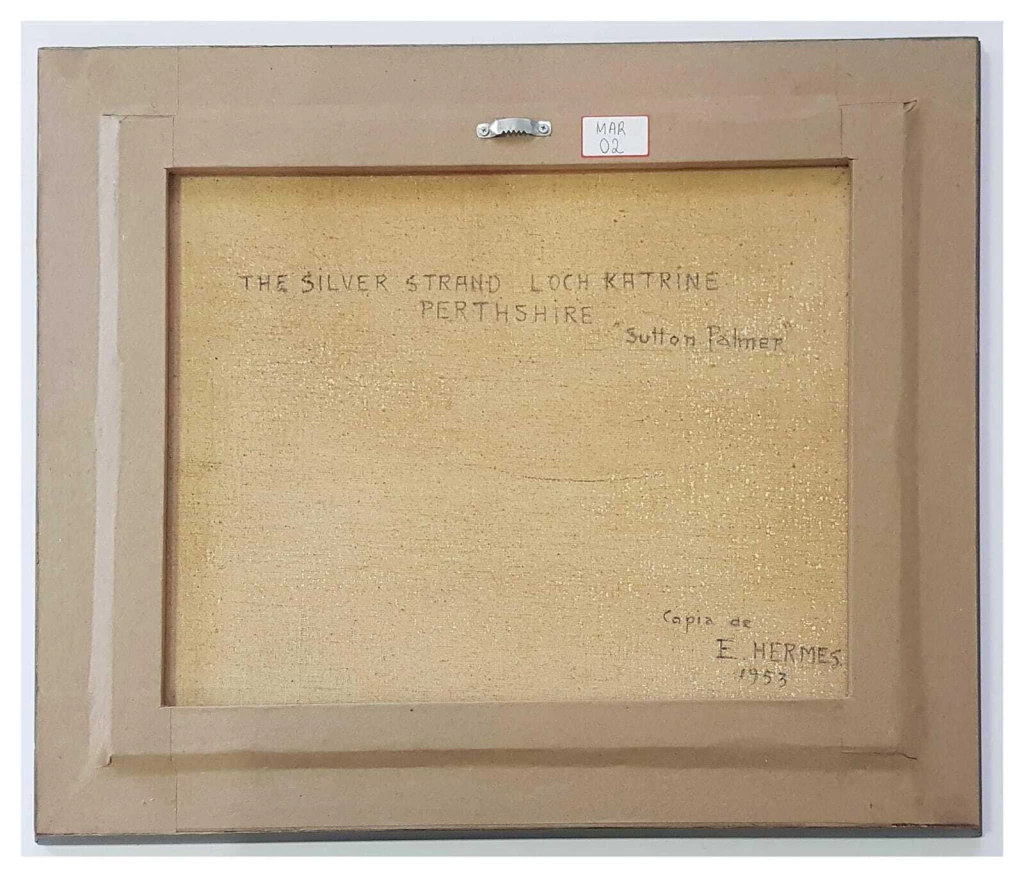 MAR
02
THE SILVER STRAND LOCH KATRINE
PERTHSHIRE
"Sutton Palmer"
Copia de
E. HERMES.
1953